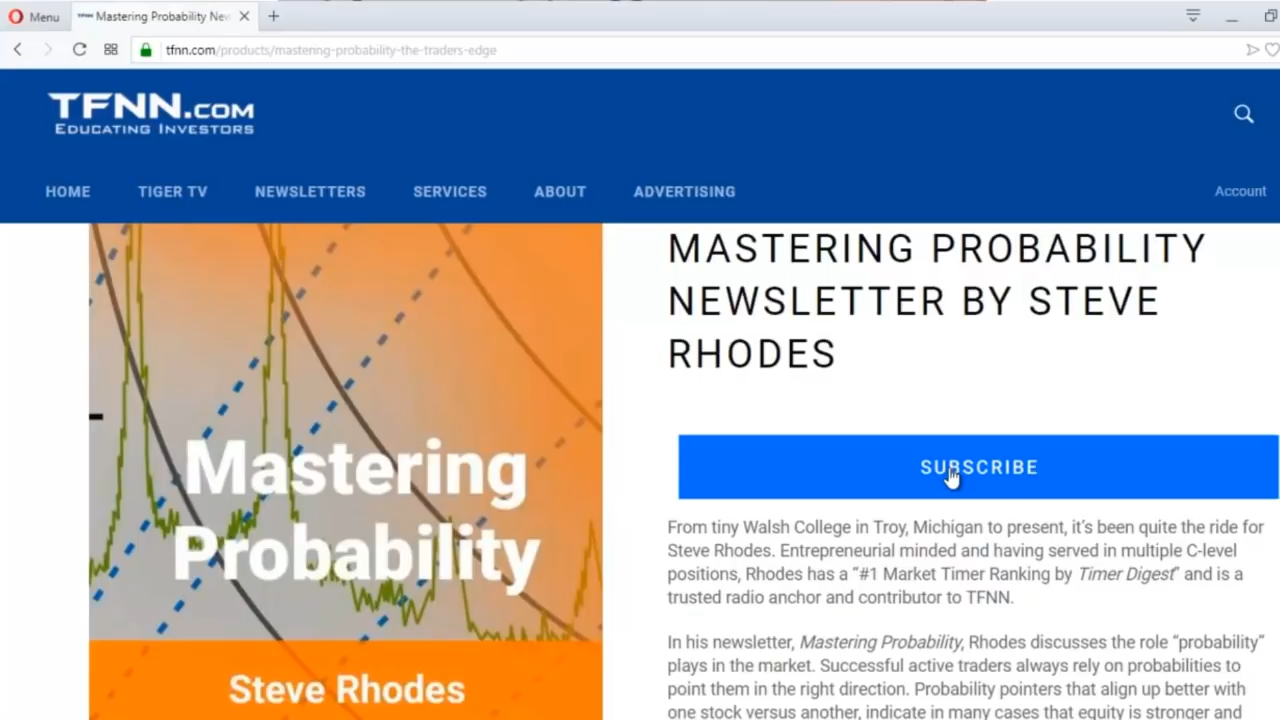 Menu
TFNN Mastering Probability New
tfnn.com/products/mastering-probability-the-traders-edge
TFNN.COM
EDUCATING INVESTORS
HOME TIGER TV NEWSLETTERS SERVICES ABOUT ADVERTISING Account
Mastering
Probability
Steve Rhodes
MASTERING PROBABILITY
NEWSLETTER BY STEVE
RHODES
SUBSCRIBE
From tiny Walsh College in Troy, Michigan to present, it's been quite the ride for
Steve Rhodes. Entrepreneurial minded and having served in multiple C-level
positions, Rhodes has a “#1 Market Timer Ranking by Timer Digest” and is a
trusted radio anchor and contributor to TFNN.
In his newsletter, Mastering Probability, Rhodes discusses the role “probability”
plays in the market. Successful active traders always rely on probabilities to
point them in the right direction. Probability pointers that align up better with
one stock versus another, indicate in many cases that equity is stronger and